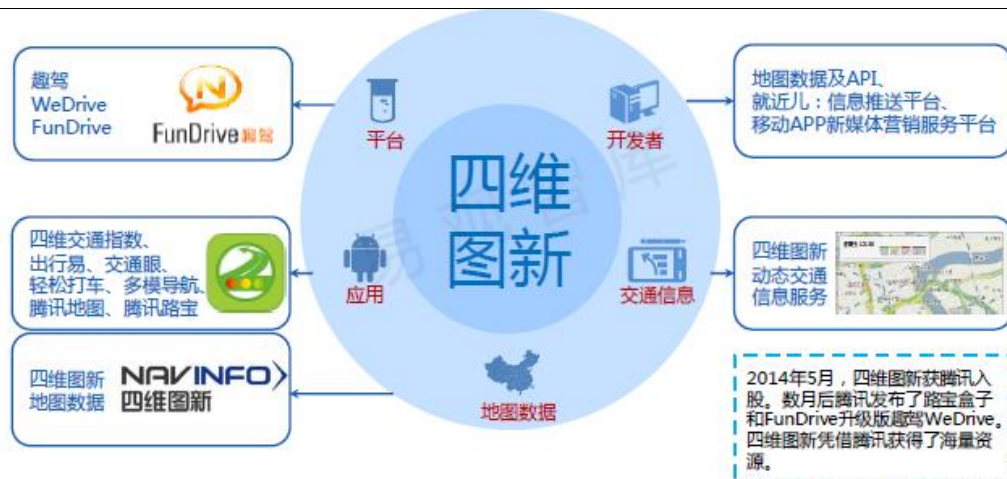 趣驾
WeDrive
FunDrive
FunDrive趣驾
平台
开发者
地图数据及API、
就近儿：信息推送平台、
移动APP新媒体营销服务平台
四维
图新
四维交通指数、
出行易、交通眼、
轻松打车、多模导航、
腾讯地图、腾讯路宝
应用
交通信息
四维图新
动态交通
信息服务
四维图新
地图数据
NAVINFO
四维图新
地图数据
2014年5月，四维图新获腾讯入
股。数月后腾讯发布了路宝盒子
和FunDrive升级版趣驾WeDrive。
四维图新凭借腾讯获得了海量资
源。
易观智库